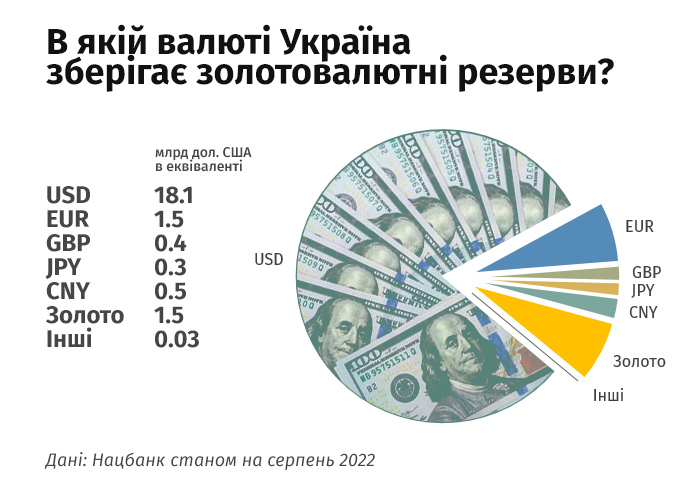 В якій валюті Україна
зберігає золотовалютні резерви?
млрд дол. США
в еквіваленті
USD 18.1
EUR 1.5
GBP 0.4
JPY 0.3
CNY 0.5
Золото 1.5
Інші 0.03
USD
EUR
GBP
JPY
CNY
Золото
Інші
100
B2
Дані: Нацбанк станом на серпень 2022